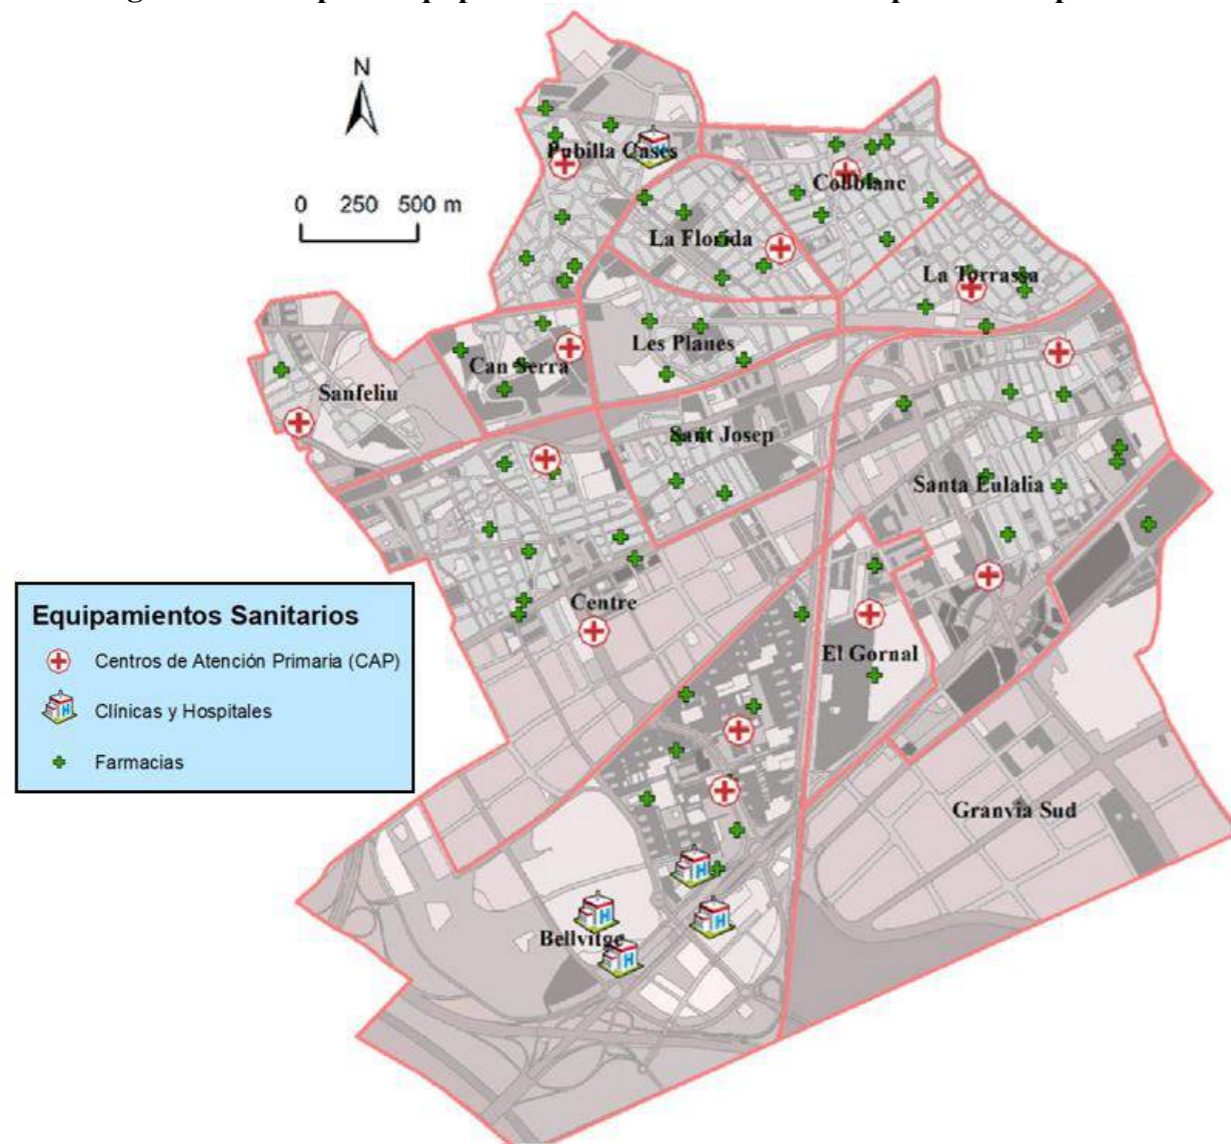 N
0 250 500 m
Pubilla Cases
Collblanc
La Florida
La Torrassa
Les Planes
Can Serra
Sanfeliu
Sant Josep
Santa Eulalia
Centre
El Gornal
Granvia Sud
Bellvitge
Equipamientos Sanitarios
Centros de Atención Primaria (CAP)
Clínicas y Hospitales
Farmacias